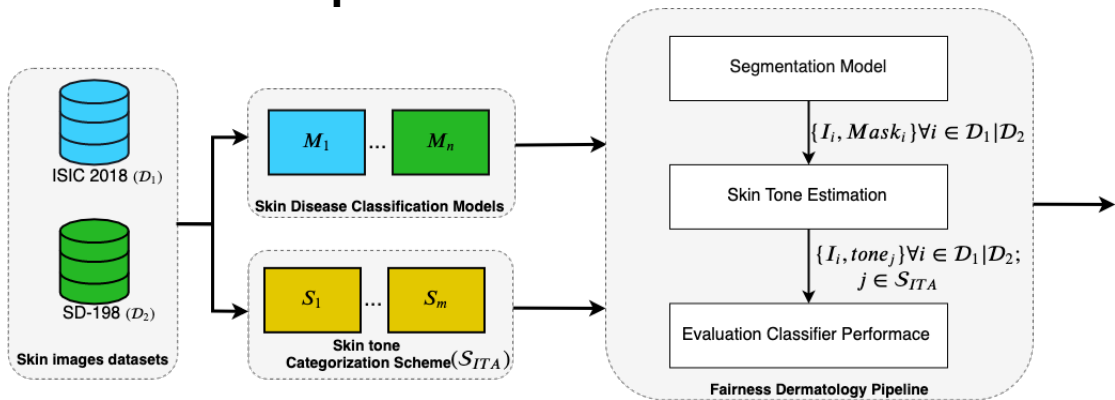 ISIC 2018 (𝒟₁)
SD-198 (𝒟₂)
Skin images datasets
M₁ ... Mₙ
Skin Disease Classification Models
S₁ ... Sₘ
Skin tone
Categorization Scheme(𝒮_ITA)
Segmentation Model
{Iᵢ, Maskᵢ}∀i ∈ 𝒟₁|𝒟₂
Skin Tone Estimation
{Iᵢ, toneⱼ}∀i ∈ 𝒟₁|𝒟₂;
j ∈ 𝒮_ITA
Evaluation Classifier Performace
Fairness Dermatology Pipeline